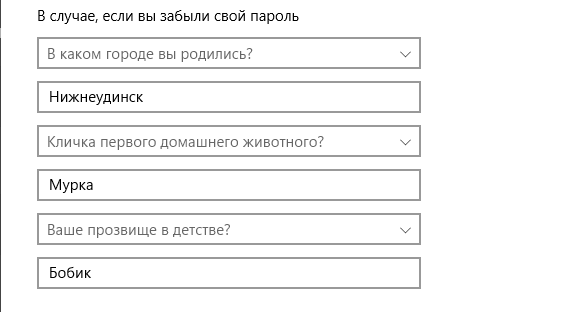 В случае, если вы забыли свой пароль
В каком городе вы родились?
Нижнеудинск
Кличка первого домашнего животного?
Мурка
Ваше прозвище в детстве?
Бобик